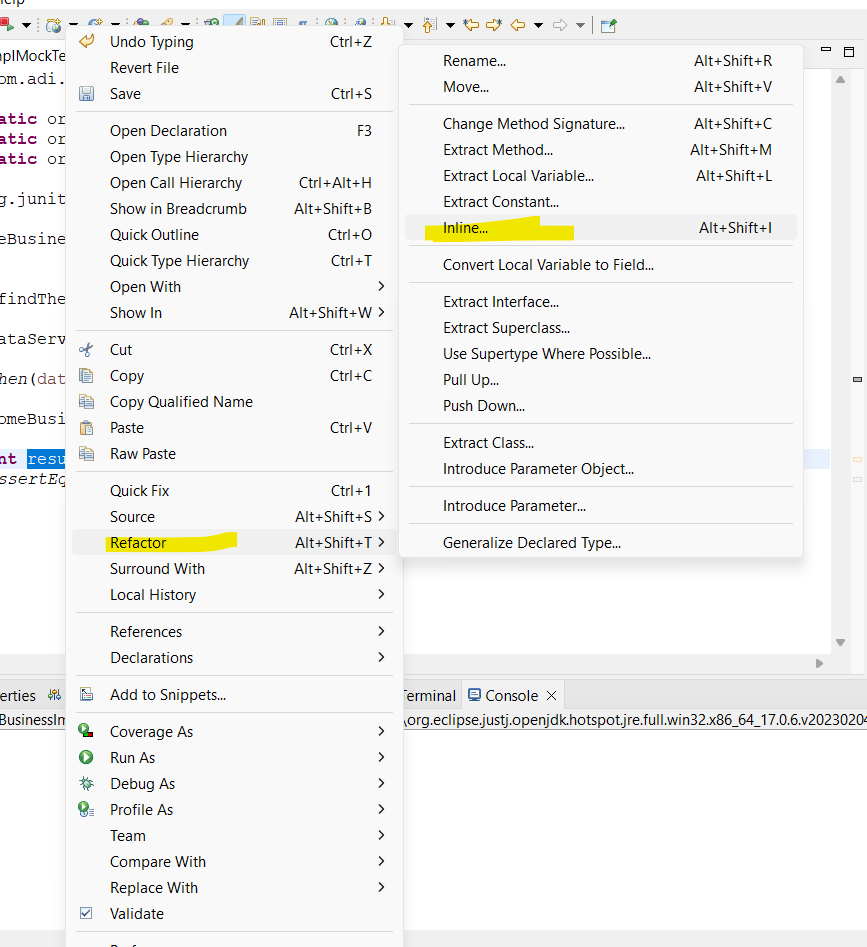 Help
Undo Typing Ctrl+Z
Revert File
Save Ctrl+S
Open Declaration F3
Open Type Hierarchy
Open Call Hierarchy Ctrl+Alt+H
Show in Breadcrumb Alt+Shift+B
Quick Outline Ctrl+O
Quick Type Hierarchy Ctrl+T
Open With
Show In Alt+Shift+W
Cut Ctrl+X
Copy Ctrl+C
Copy Qualified Name
Paste Ctrl+V
Raw Paste
Quick Fix Ctrl+1
Source Alt+Shift+S
Refactor Alt+Shift+T
Surround With Alt+Shift+Z
Local History
References
Declarations
Add to Snippets...
Coverage As
Run As
Debug As
Profile As
Team
Compare With
Replace With
Validate
Rename... Alt+Shift+R
Move... Alt+Shift+V
Change Method Signature... Alt+Shift+C
Extract Method... Alt+Shift+M
Extract Local Variable... Alt+Shift+L
Extract Constant...
Inline... Alt+Shift+I
Convert Local Variable to Field...
Extract Interface...
Extract Superclass...
Use Supertype Where Possible...
Pull Up...
Push Down...
Extract Class...
Introduce Parameter Object...
Introduce Parameter...
Generalize Declared Type...
mplMockTe
om.adi.
atic or
atic or
atic or
g.junit
eBusine
findThe
ataServ
hen(dat
omeBusi
nt resu
ssertEq
erties
Terminal
Console
BusinessIm
\org.eclipse.justj.openjdk.hotspot.jre.full.win32.x86_64_17.0.6.v20230204